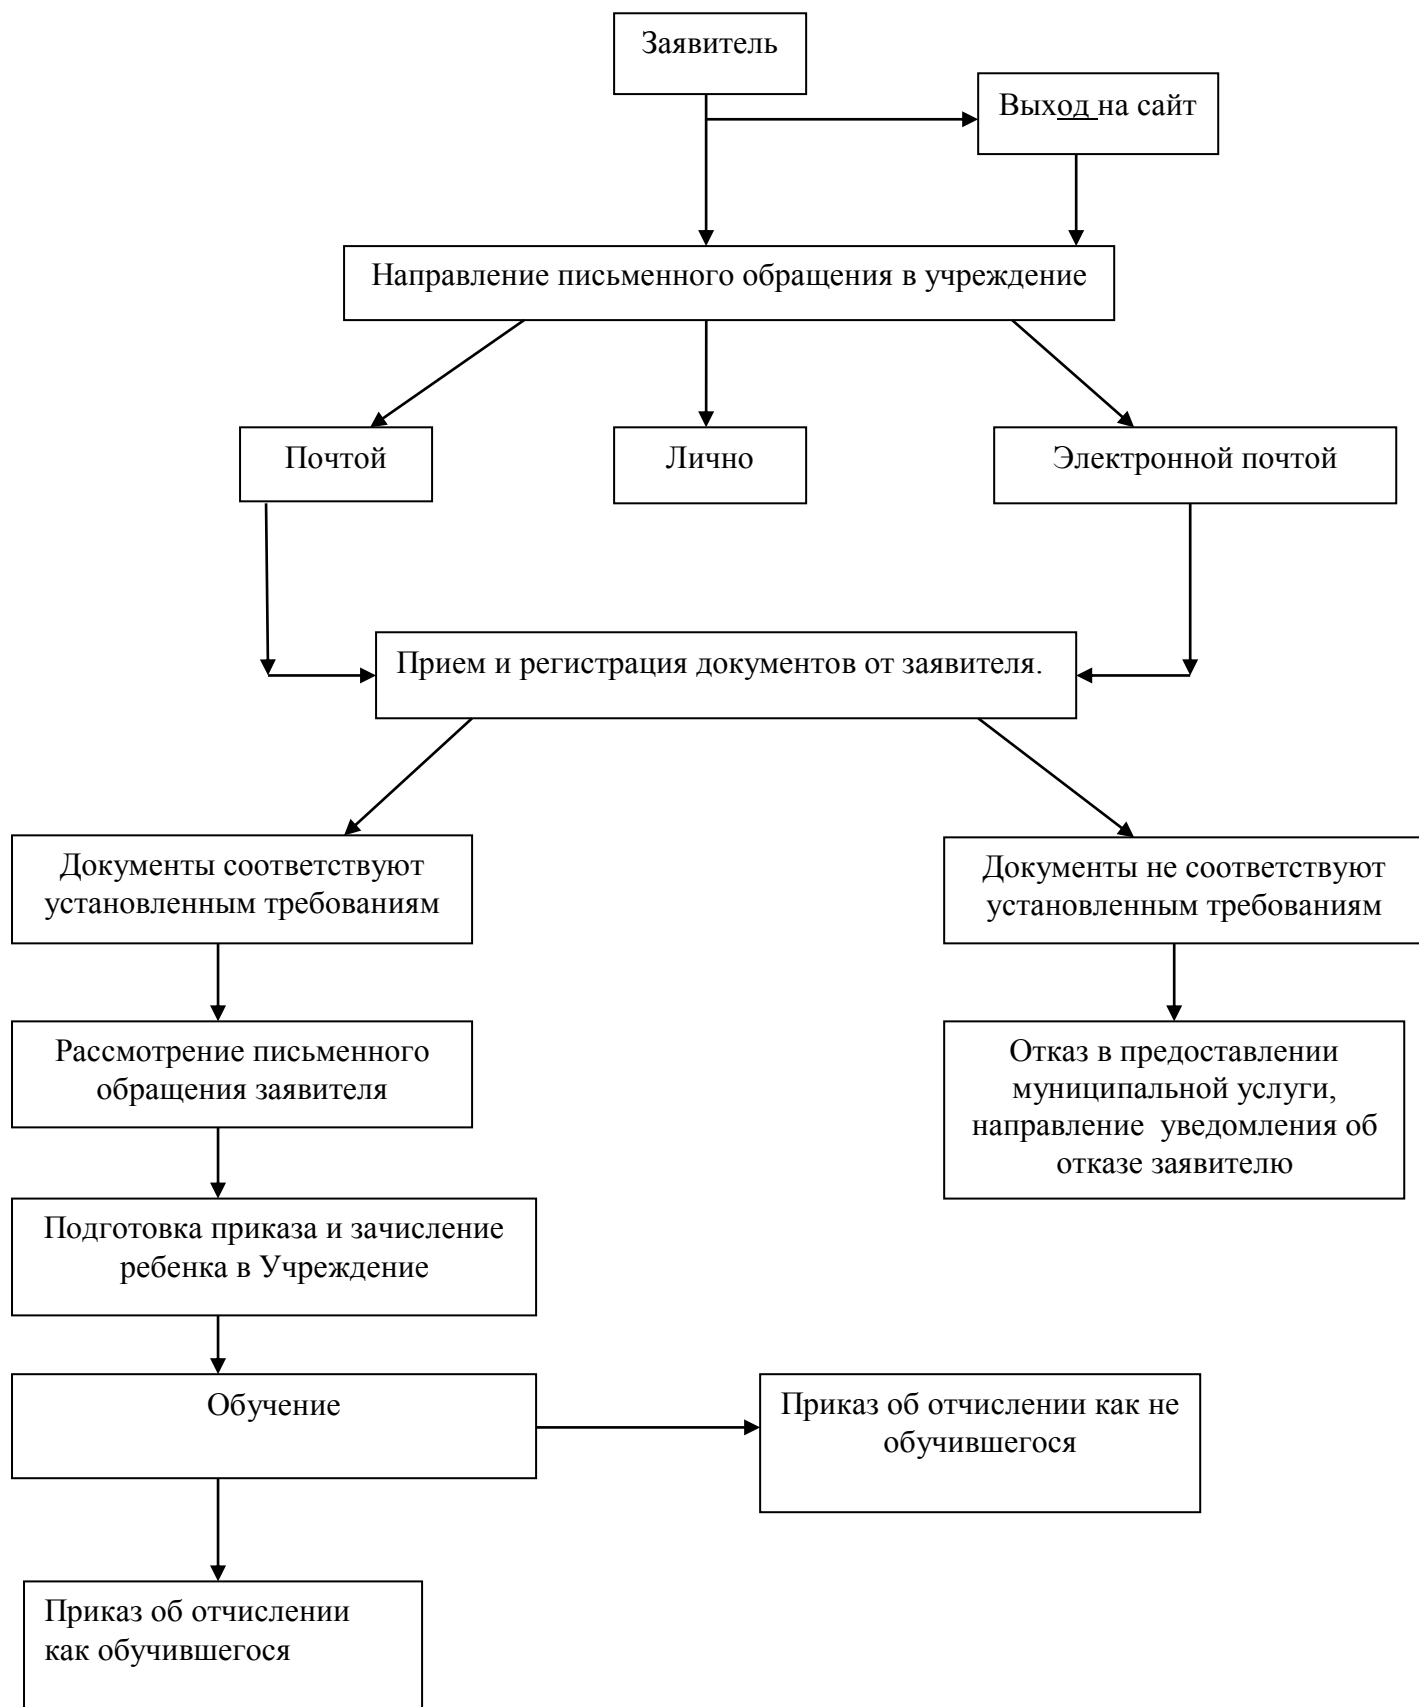 Заявитель
Выход на сайт
Направление письменного обращения в учреждение
Почтой
Лично
Электронной почтой
Прием и регистрация документов от заявителя.
Документы соответствуют
установленным требованиям
Документы не соответствуют
установленным требованиям
Рассмотрение письменного
обращения заявителя
Отказ в предоставлении
муниципальной услуги,
направление  уведомления об
отказе заявителю
Подготовка приказа и зачисление
ребенка в Учреждение
Обучение
Приказ об отчислении как не
обучившегося
Приказ об отчислении
как обучившегося